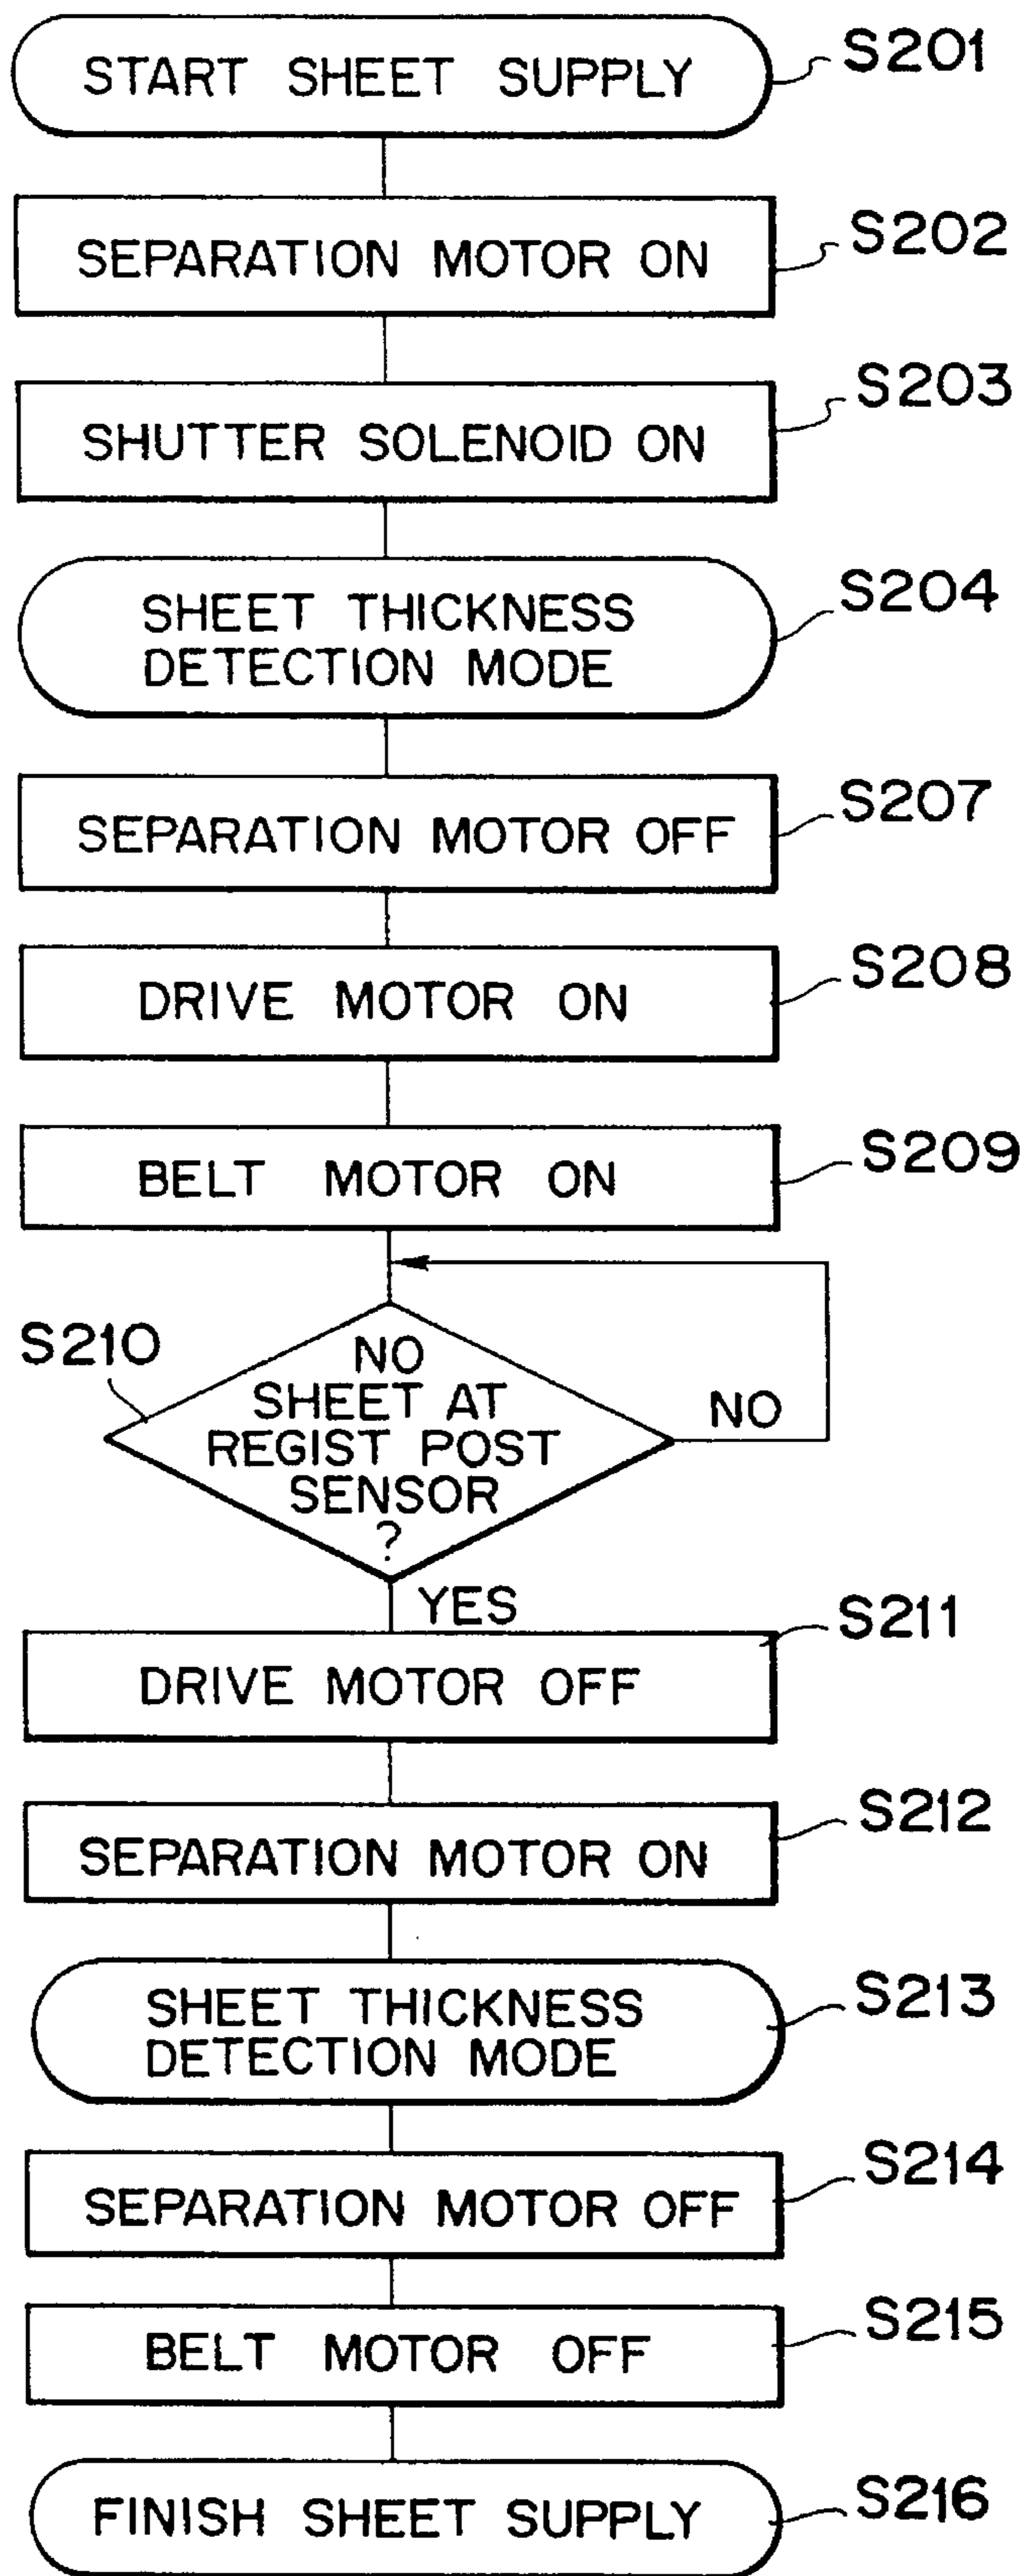 START SHEET SUPPLY
S201
SEPARATION MOTOR ON
S202
SHUTTER SOLENOID ON
S203
SHEET THICKNESS
DETECTION MODE
S204
SEPARATION MOTOR OFF
S207
DRIVE MOTOR ON
S208
BELT MOTOR ON
S209
S210
NO
SHEET AT
REGIST POST
SENSOR
?
NO
YES
DRIVE MOTOR OFF
S211
SEPARATION MOTOR ON
S212
SHEET THICKNESS
DETECTION MODE
S213
SEPARATION MOTOR OFF
S214
BELT MOTOR OFF
S215
FINISH SHEET SUPPLY
S216